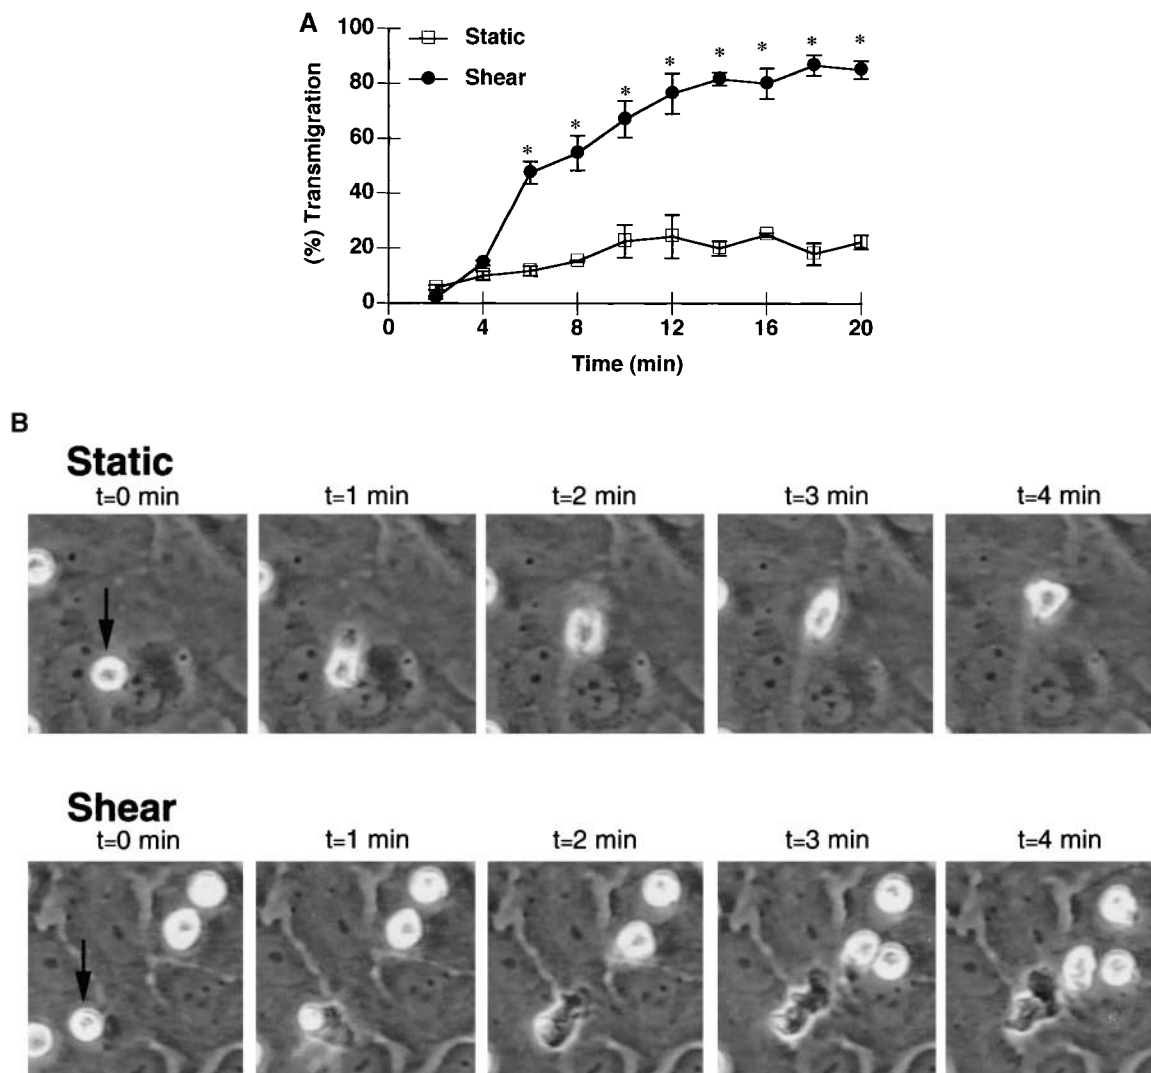 A
100
80
60
40
20
0
(%) Transmigration
Static
Shear
* * * * * * * *
0 4 8 12 16 20
Time (min)
B
Static
t=0 min t=1 min t=2 min t=3 min t=4 min
Shear
t=0 min t=1 min t=2 min t=3 min t=4 min